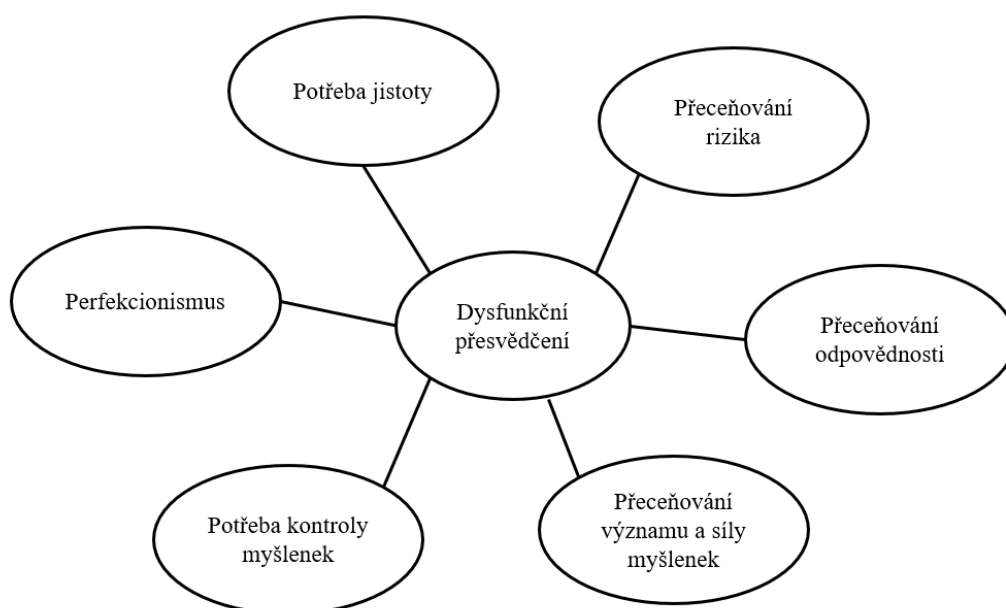 Potřeba jistoty
Přeceňování
rizika
Perfekcionismus
Dysfunkční
přesvědčení
Přeceňování
odpovědnosti
Potřeba kontroly
myšlenek
Přeceňování
významu a síly
myšlenek